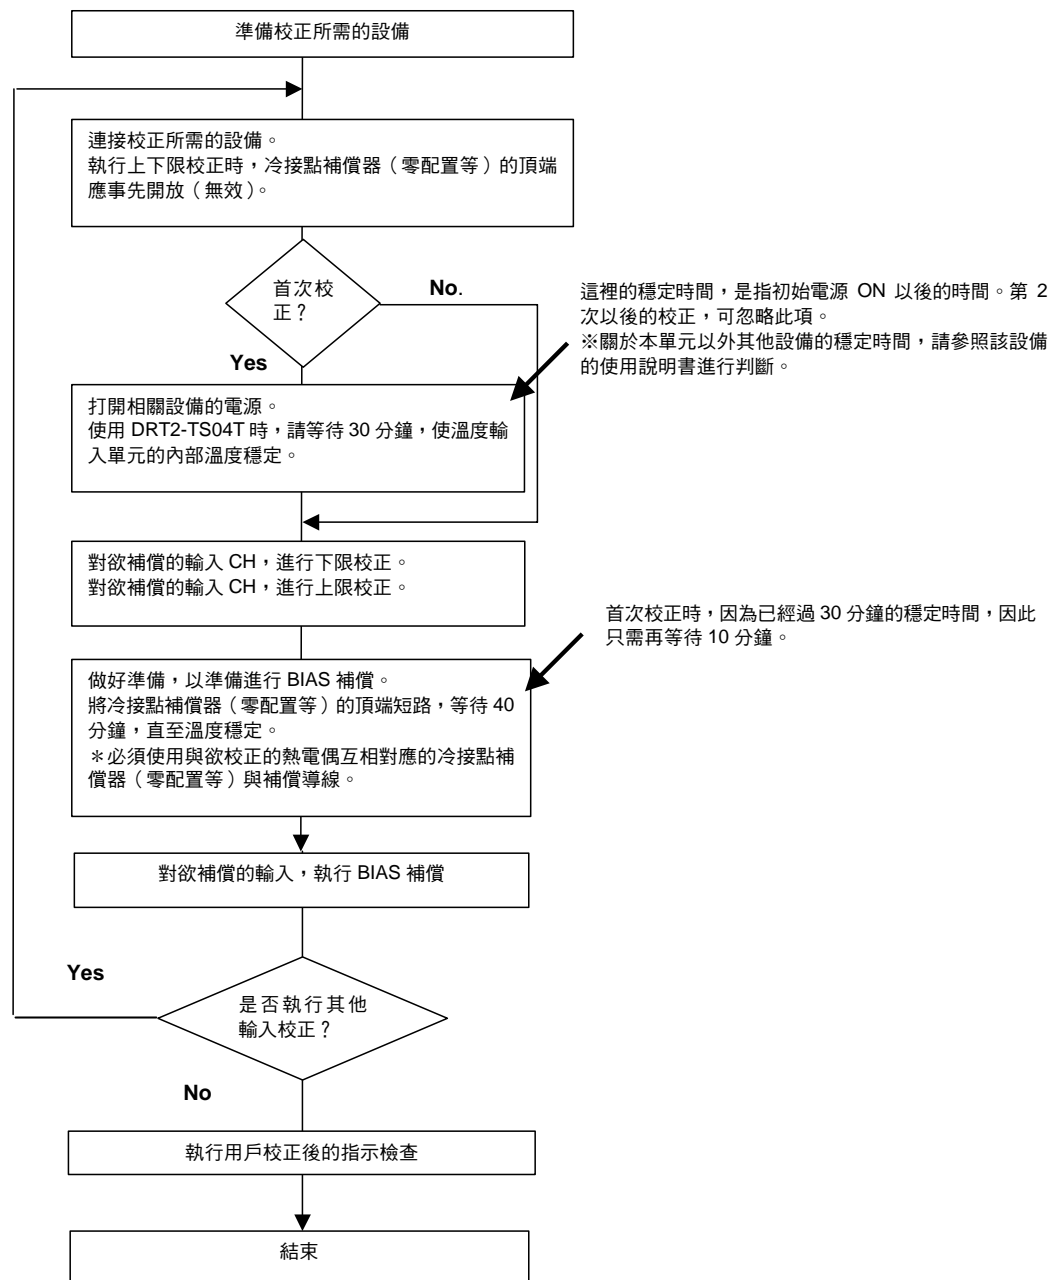 準備校正所需的設備
連接校正所需的設備。
執行上下限校正時，冷接點補償器（零配置等）的頂端
應事先開放（無效）。
首次校
正？
No.
Yes
這裡的穩定時間，是指初始電源 ON 以後的時間。第 2
次以後的校正，可忽略此項。
※關於本單元以外其他設備的穩定時間，請參照該設備
的使用說明書進行判斷。
打開相關設備的電源。
使用 DRT2-TS04T 時，請等待 30 分鐘，使溫度輸
入單元的內部溫度穩定。
對欲補償的輸入 CH，進行下限校正。
對欲補償的輸入 CH，進行上限校正。
首次校正時，因為已經過 30 分鐘的穩定時間，因此
只需再等待 10 分鐘。
做好準備，以準備進行 BIAS 補償。
將冷接點補償器（零配置等）的頂端短路，等待 40
分鐘，直至溫度穩定。
＊必須使用與欲校正的熱電偶互相對應的冷接點補
償器（零配置等）與補償導線。
對欲補償的輸入，執行 BIAS 補償
Yes
是否執行其他
輸入校正？
No
執行用戶校正後的指示檢查
結束